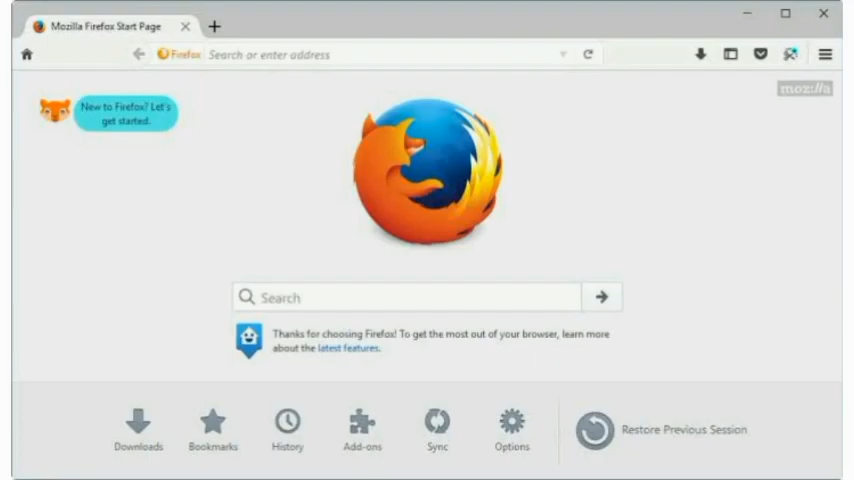 Mozilla Firefox Start Page
Firefox Search or enter address
mozilla
New to Firefox? Let's
get started.
Search
Thanks for choosing Firefox! To get the most out of your browser, learn more
about the latest features.
Downloads Bookmarks History Add-ons Sync Options Restore Previous Session